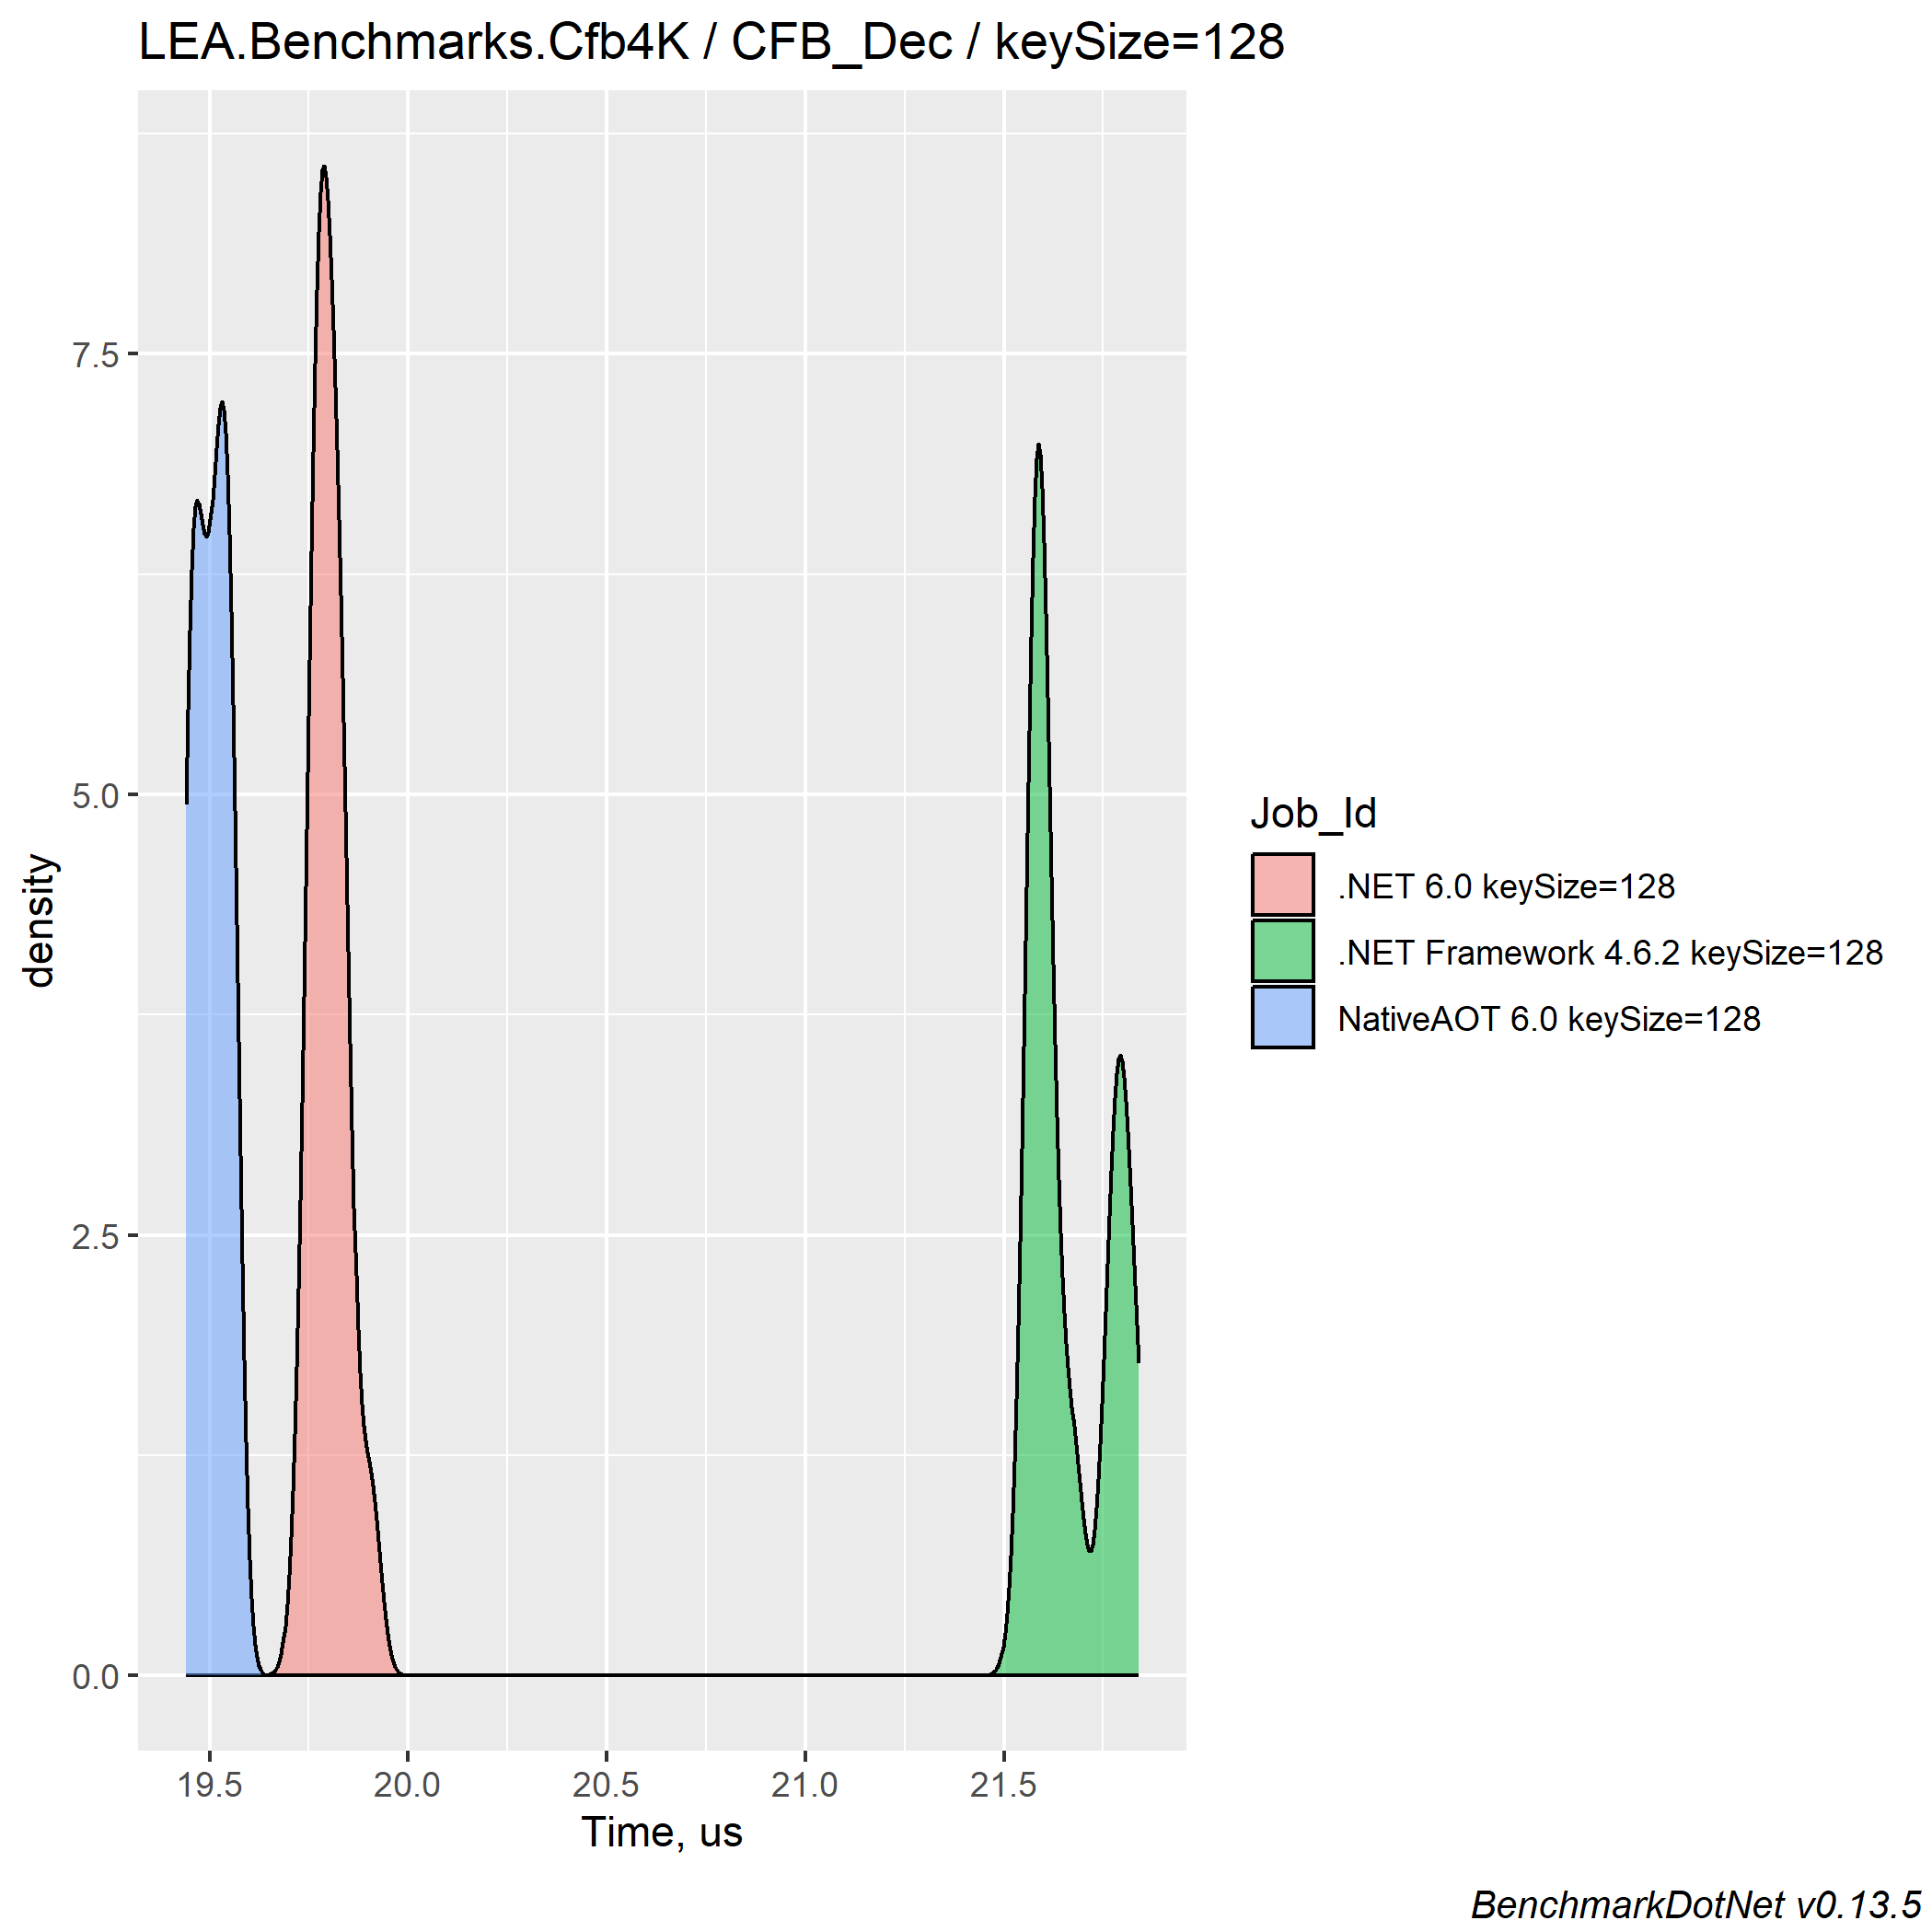 LEA.Benchmarks.Cfb4K / CFB_Dec / keySize=128
7.5
5.0
2.5
0.0
density
19.5 20.0 20.5 21.0 21.5
Time, us
Job_Id
.NET 6.0 keySize=128
.NET Framework 4.6.2 keySize=128
NativeAOT 6.0 keySize=128
BenchmarkDotNet v0.13.5